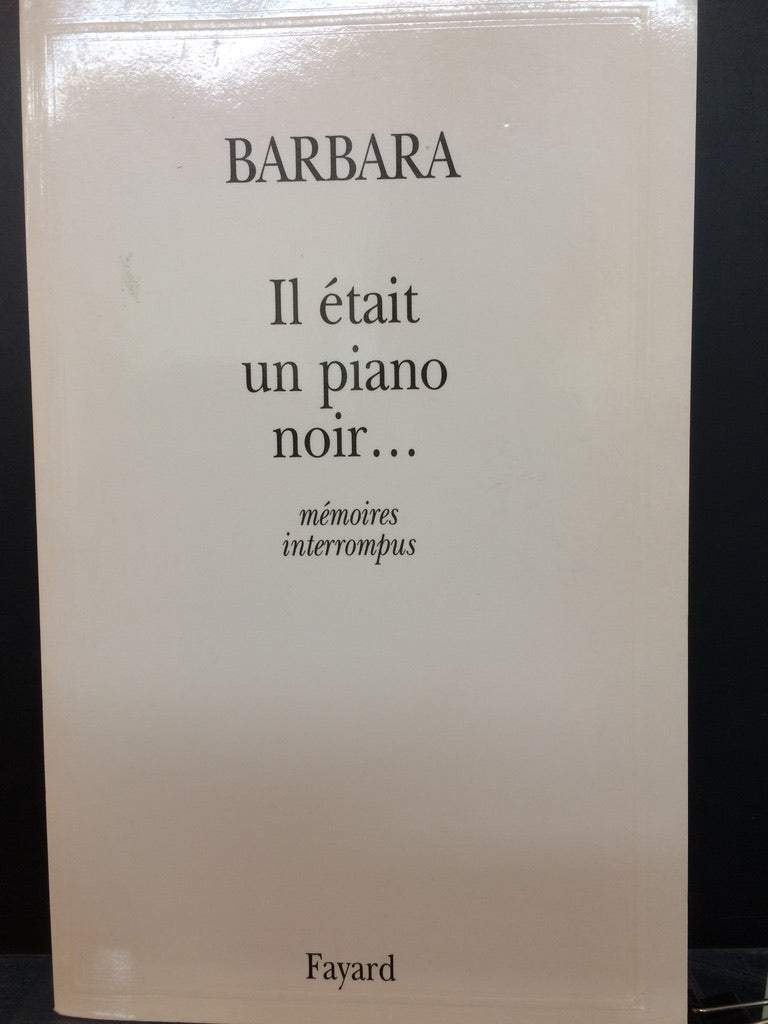 BARBARA
Il était
un piano
noir...
mémoires
interrompus
Fayard